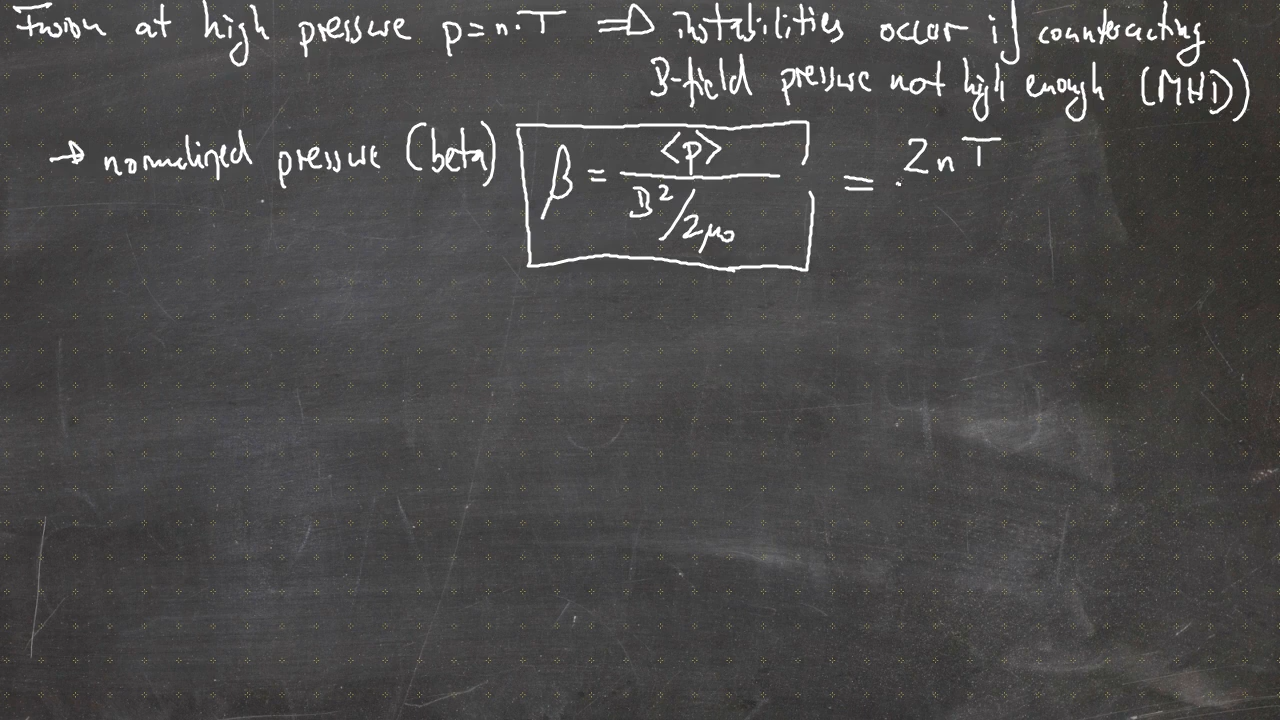 Fusion at high pressure p = n · T ⇒ instabilities occur if counteracting
B-field pressure not high enough (MHD)
→ normalized pressure (beta) β = <p> / B²/2μ₀ = 2nT